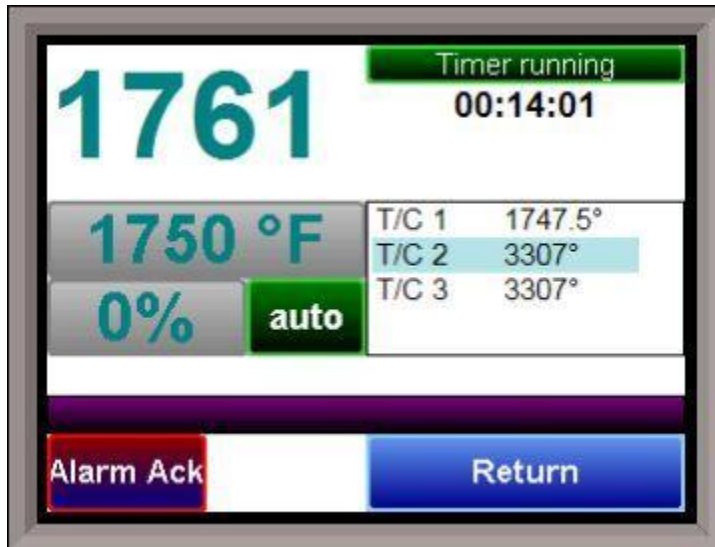 1761
Timer running
00:14:01
1750 °F
0%
auto
T/C 1 1747.5°
T/C 2 3307°
T/C 3 3307°
Alarm Ack
Return